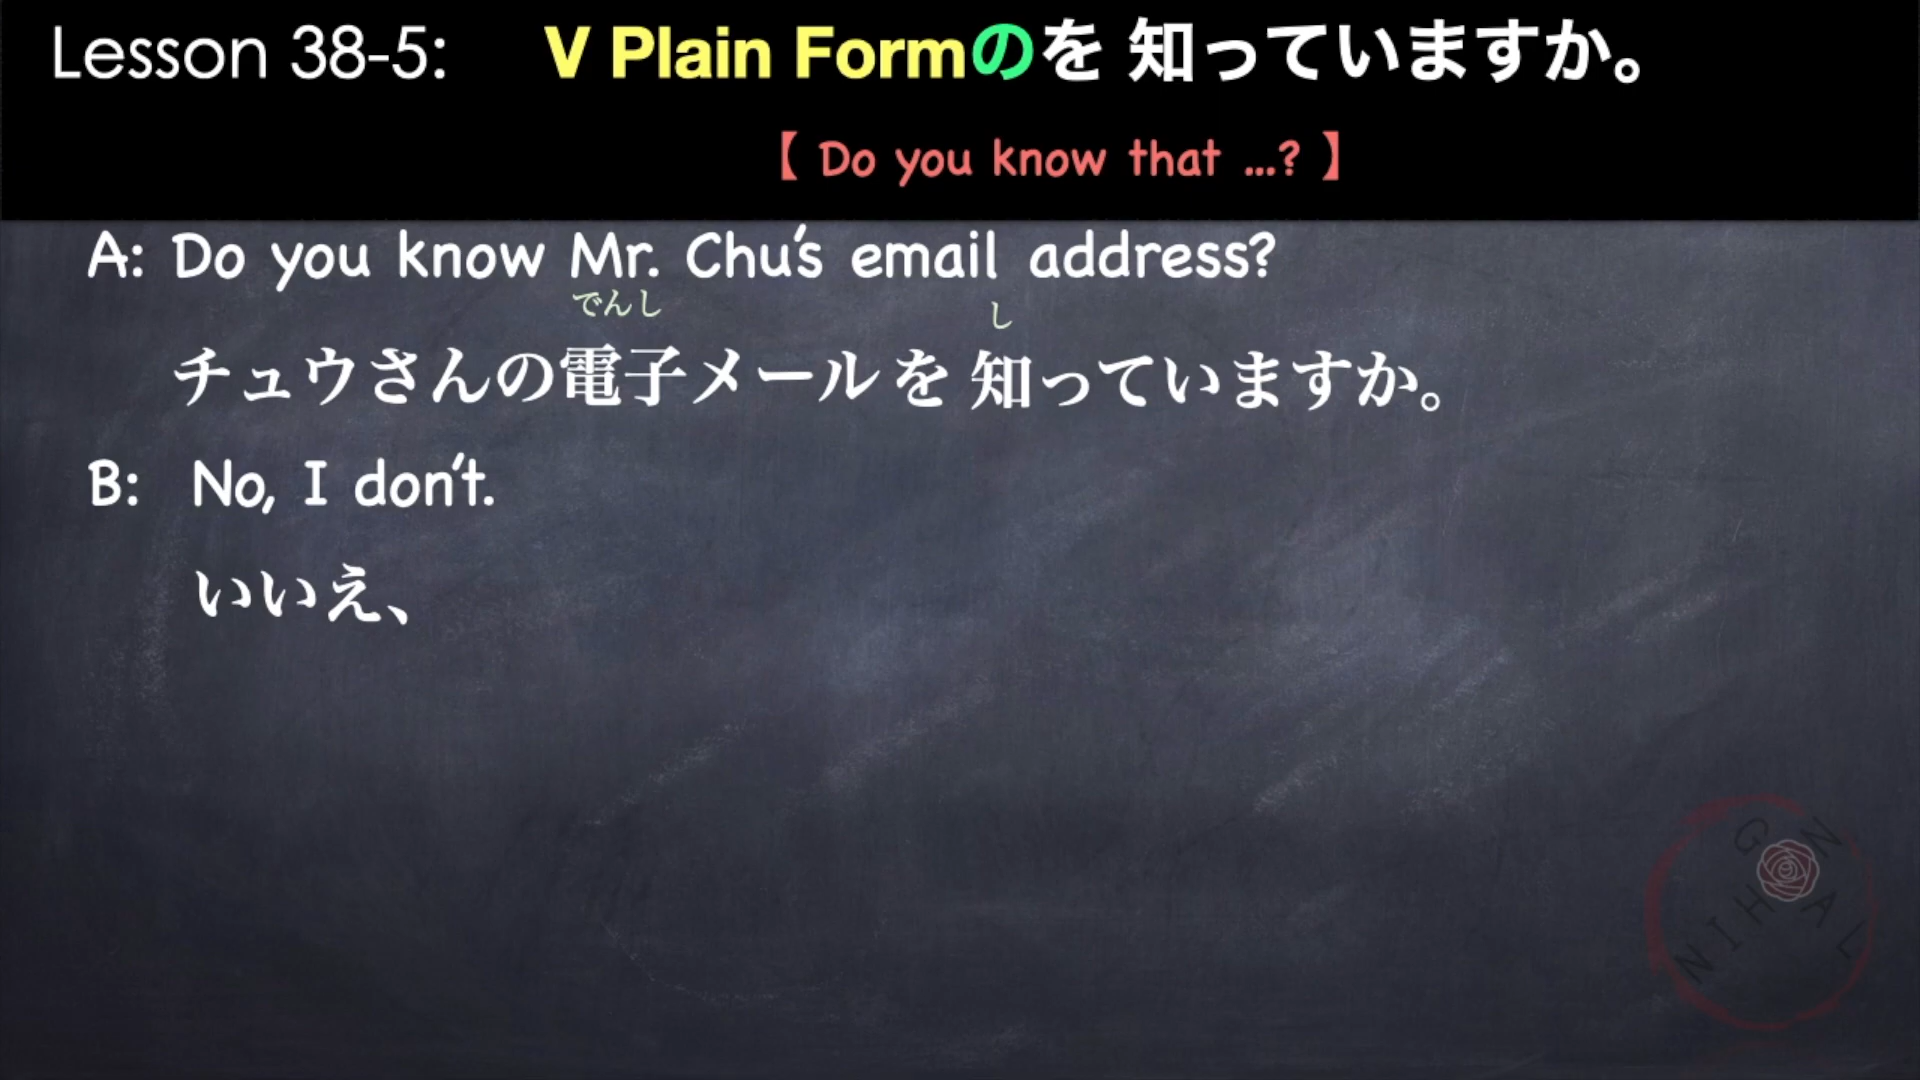 Lesson 38-5: V Plain Formのを 知っていますか。
【 Do you know that ...? 】
A: Do you know Mr. Chu's email address?
でんし し
チュウさんの電子メールを 知っていますか。
B: No, I don't.
いいえ、
NIHON GOAL